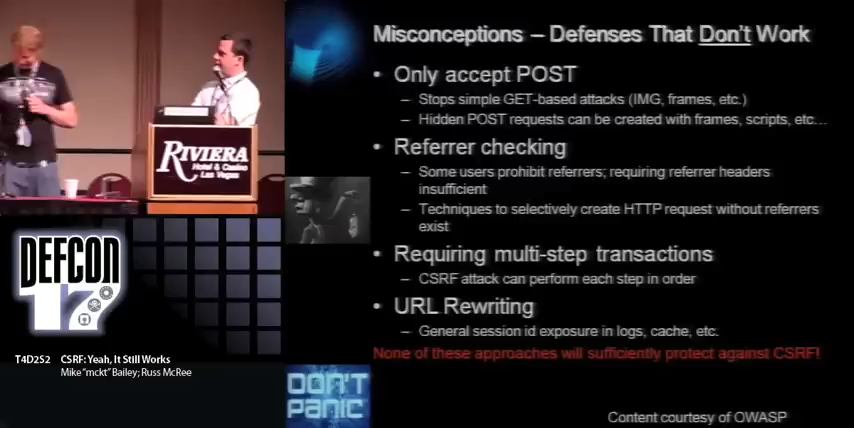 Misconceptions – Defenses That Don't Work
• Only accept POST
– Stops simple GET-based attacks (IMG, frames, etc.)
– Hidden POST requests can be created with frames, scripts, etc…
• Referrer checking
– Some users prohibit referrers; requiring referrer headers
insufficient
– Techniques to selectively create HTTP request without referrers
exist
• Requiring multi-step transactions
– CSRF attack can perform each step in order
• URL Rewriting
– General session id exposure in logs, cache, etc.
None of these approaches will sufficiently protect against CSRF!
Content courtesy of OWASP
RIVIERA
Hotel & Casino
Las Vegas
DEFCON
17
T4D2S2 CSRF: Yeah, It Still Works
Mike "mckt" Bailey; Russ McRee
DON'T
PANIC